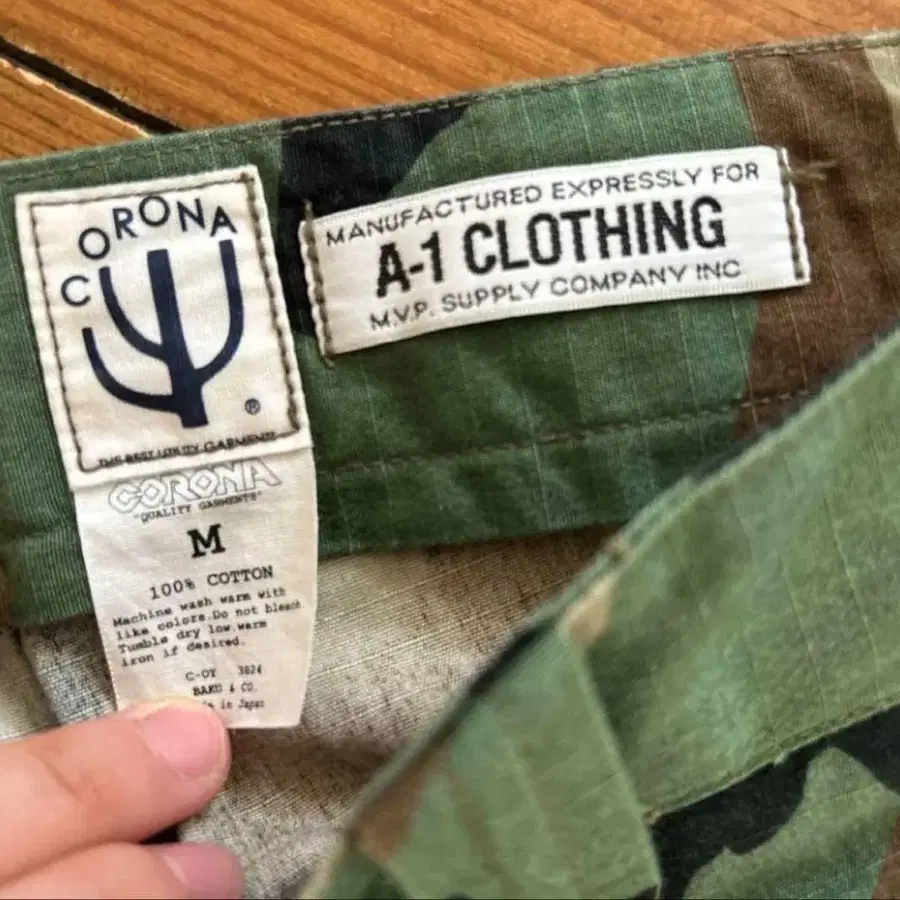 CORONA
®
THE BEST UTILITY GARMENTS
CORONA
"QUALITY GARMENTS"
M
100% COTTON
Machine wash warm with
like colors.Do not bleach.
Tumble dry low.warm
iron if desired.
C-OY 3824
BAKU & CO.
in Japan
MANUFACTURED EXPRESSLY FOR
A-1 CLOTHING
M.V.P. SUPPLY COMPANY INC